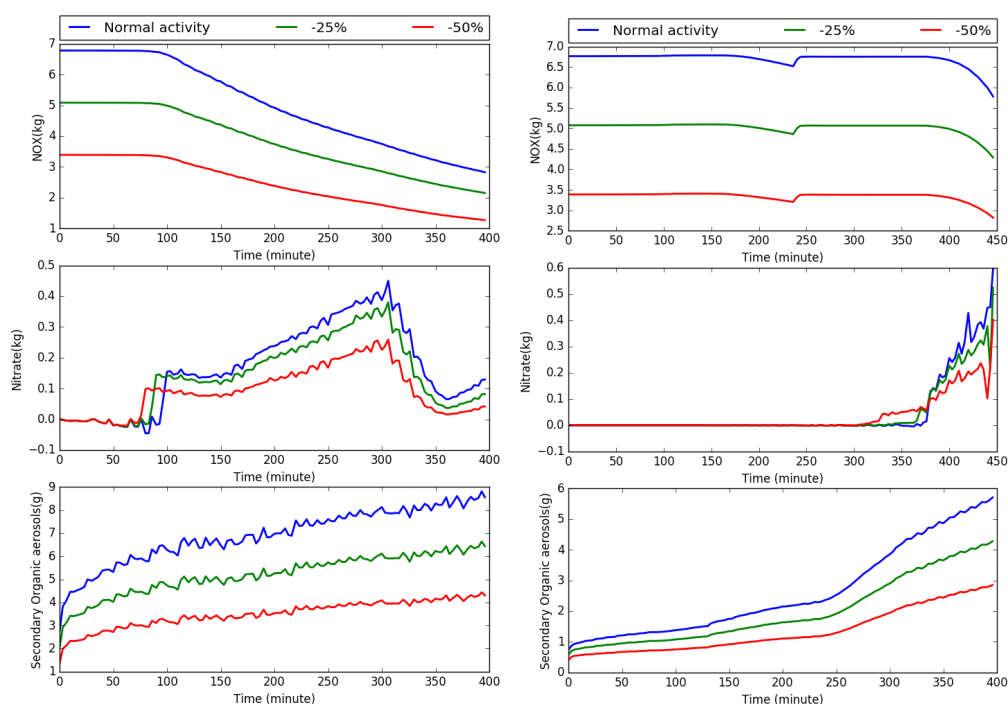 Normal activity -25% -50%
7
6
5
4
3
2
1
NOX(kg)
0 50 100 150 200 250 300 350 400
Time (minute)
0.5
0.4
0.3
0.2
0.1
0.0
−0.1
Nitrate(kg)
0 50 100 150 200 250 300 350 400
Time (minute)
9
8
7
6
5
4
3
2
1
Secondary Organic aerosols(g)
0 50 100 150 200 250 300 350 400
Time (minute)
Normal activity -25% -50%
7.0
6.5
6.0
5.5
5.0
4.5
4.0
3.5
3.0
2.5
NOX(kg)
0 50 100 150 200 250 300 350 400 450
Time (minute)
0.6
0.5
0.4
0.3
0.2
0.1
0.0
−0.1
Nitrate(kg)
0 50 100 150 200 250 300 350 400 450
Time (minute)
6
5
4
3
2
1
0
Secondary Organic aerosols(g)
0 50 100 150 200 250 300 350 400
Time (minute)